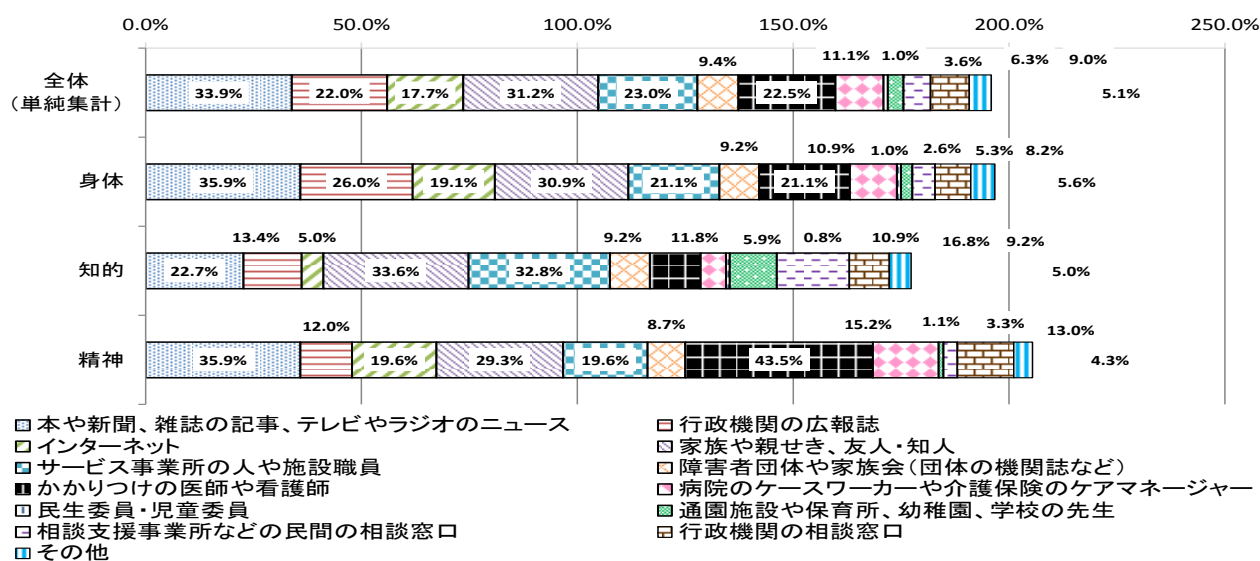 0.0% 50.0% 100.0% 150.0% 200.0% 250.0%
9.4% 11.1% 1.0% 3.6% 6.3% 9.0%
全体
(単純集計)
33.9% 22.0% 17.7% 31.2% 23.0% 22.5% 5.1%
9.2% 10.9% 1.0% 2.6% 5.3% 8.2%
身体 35.9% 26.0% 19.1% 30.9% 21.1% 21.1% 5.6%
13.4% 5.0% 9.2% 11.8% 5.9% 0.8% 10.9% 16.8% 9.2%
知的 22.7% 33.6% 32.8% 5.0%
12.0% 8.7% 15.2% 1.1% 3.3% 13.0%
精神 35.9% 19.6% 29.3% 19.6% 43.5% 4.3%
本や新聞、雑誌の記事、テレビやラジオのニュース 行政機関の広報誌
インターネット 家族や親せき、友人・知人
サービス事業所の人や施設職員 障害者団体や家族会(団体の機関誌など)
かかりつけの医師や看護師 病院のケースワーカーや介護保険のケアマネージャー
民生委員・児童委員 通園施設や保育所、幼稚園、学校の先生
相談支援事業所などの民間の相談窓口 行政機関の相談窓口
その他